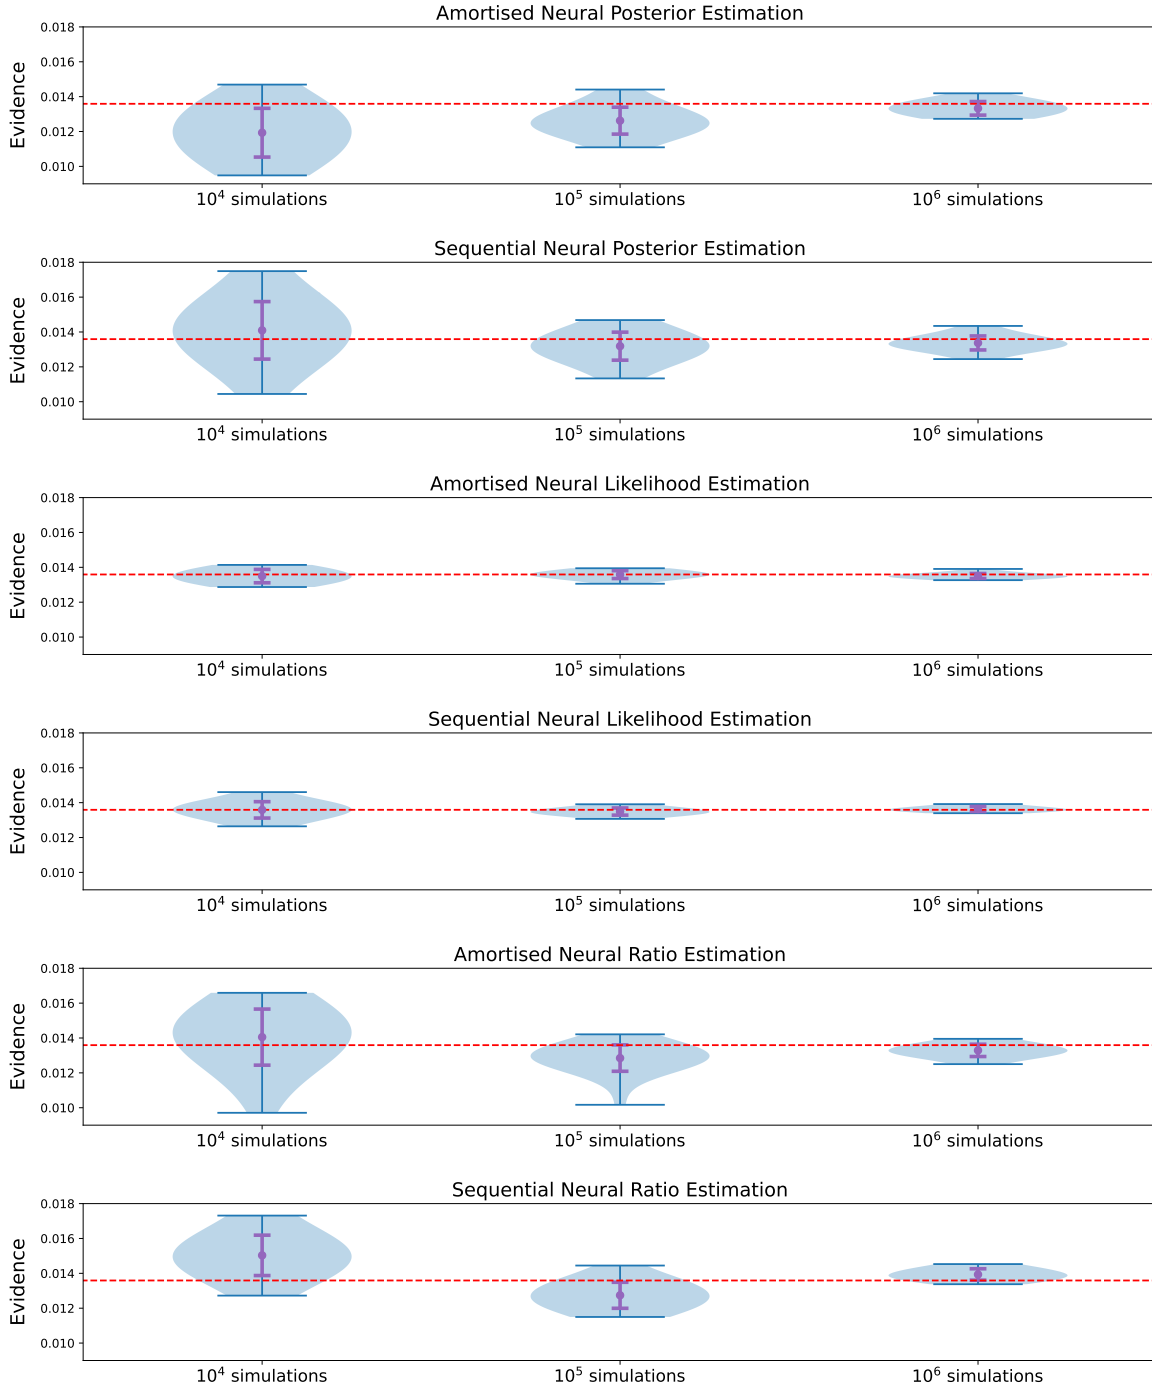 Amortised Neural Posterior Estimation
0.018
0.016
0.014
0.012
0.010
Evidence
10⁴ simulations 10⁵ simulations 10⁶ simulations
Sequential Neural Posterior Estimation
0.018
0.016
0.014
0.012
0.010
Evidence
10⁴ simulations 10⁵ simulations 10⁶ simulations
Amortised Neural Likelihood Estimation
0.018
0.016
0.014
0.012
0.010
Evidence
10⁴ simulations 10⁵ simulations 10⁶ simulations
Sequential Neural Likelihood Estimation
0.018
0.016
0.014
0.012
0.010
Evidence
10⁴ simulations 10⁵ simulations 10⁶ simulations
Amortised Neural Ratio Estimation
0.018
0.016
0.014
0.012
0.010
Evidence
10⁴ simulations 10⁵ simulations 10⁶ simulations
Sequential Neural Ratio Estimation
0.018
0.016
0.014
0.012
0.010
Evidence
10⁴ simulations 10⁵ simulations 10⁶ simulations